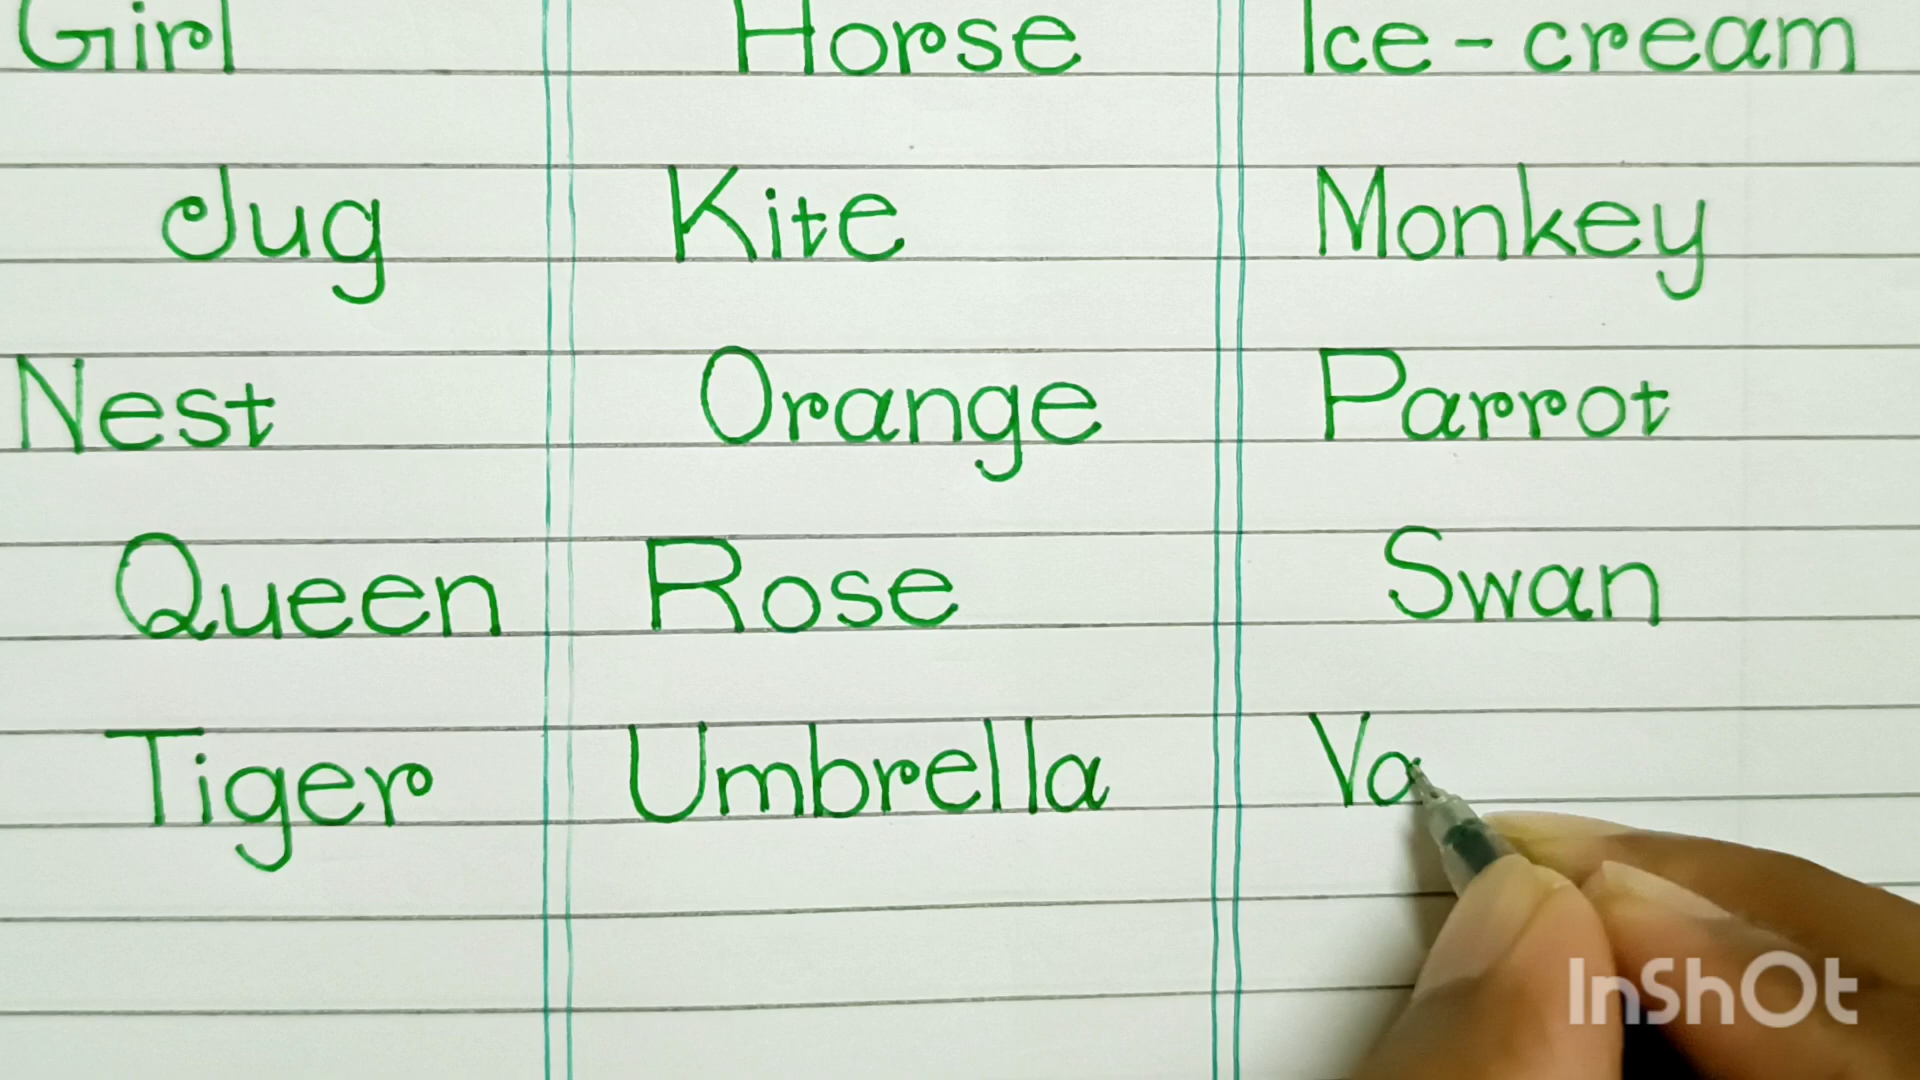 Girl Horse Ice-cream
Jug Kite Monkey
Nest Orange Parrot
Queen Rose Swan
Tiger Umbrella Va
InShOt